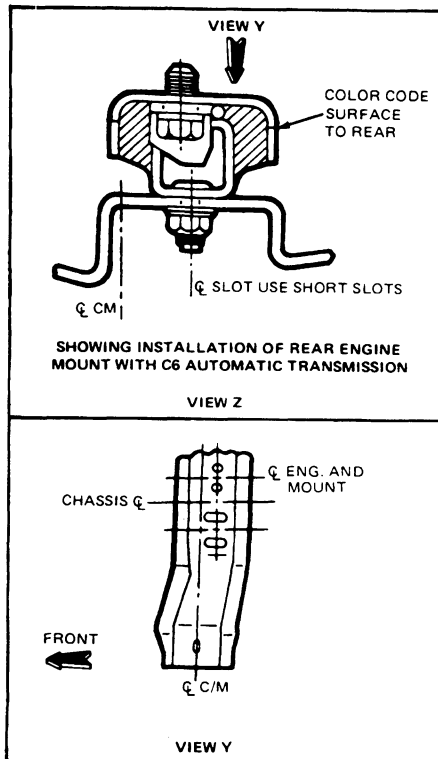 VIEW Y
COLOR CODE
SURFACE
TO REAR
℄ SLOT USE SHORT SLOTS
℄ CM
SHOWING INSTALLATION OF REAR ENGINE
MOUNT WITH C6 AUTOMATIC TRANSMISSION
VIEW Z
℄ ENG. AND
MOUNT
CHASSIS ℄
FRONT
℄ C/M
VIEW Y